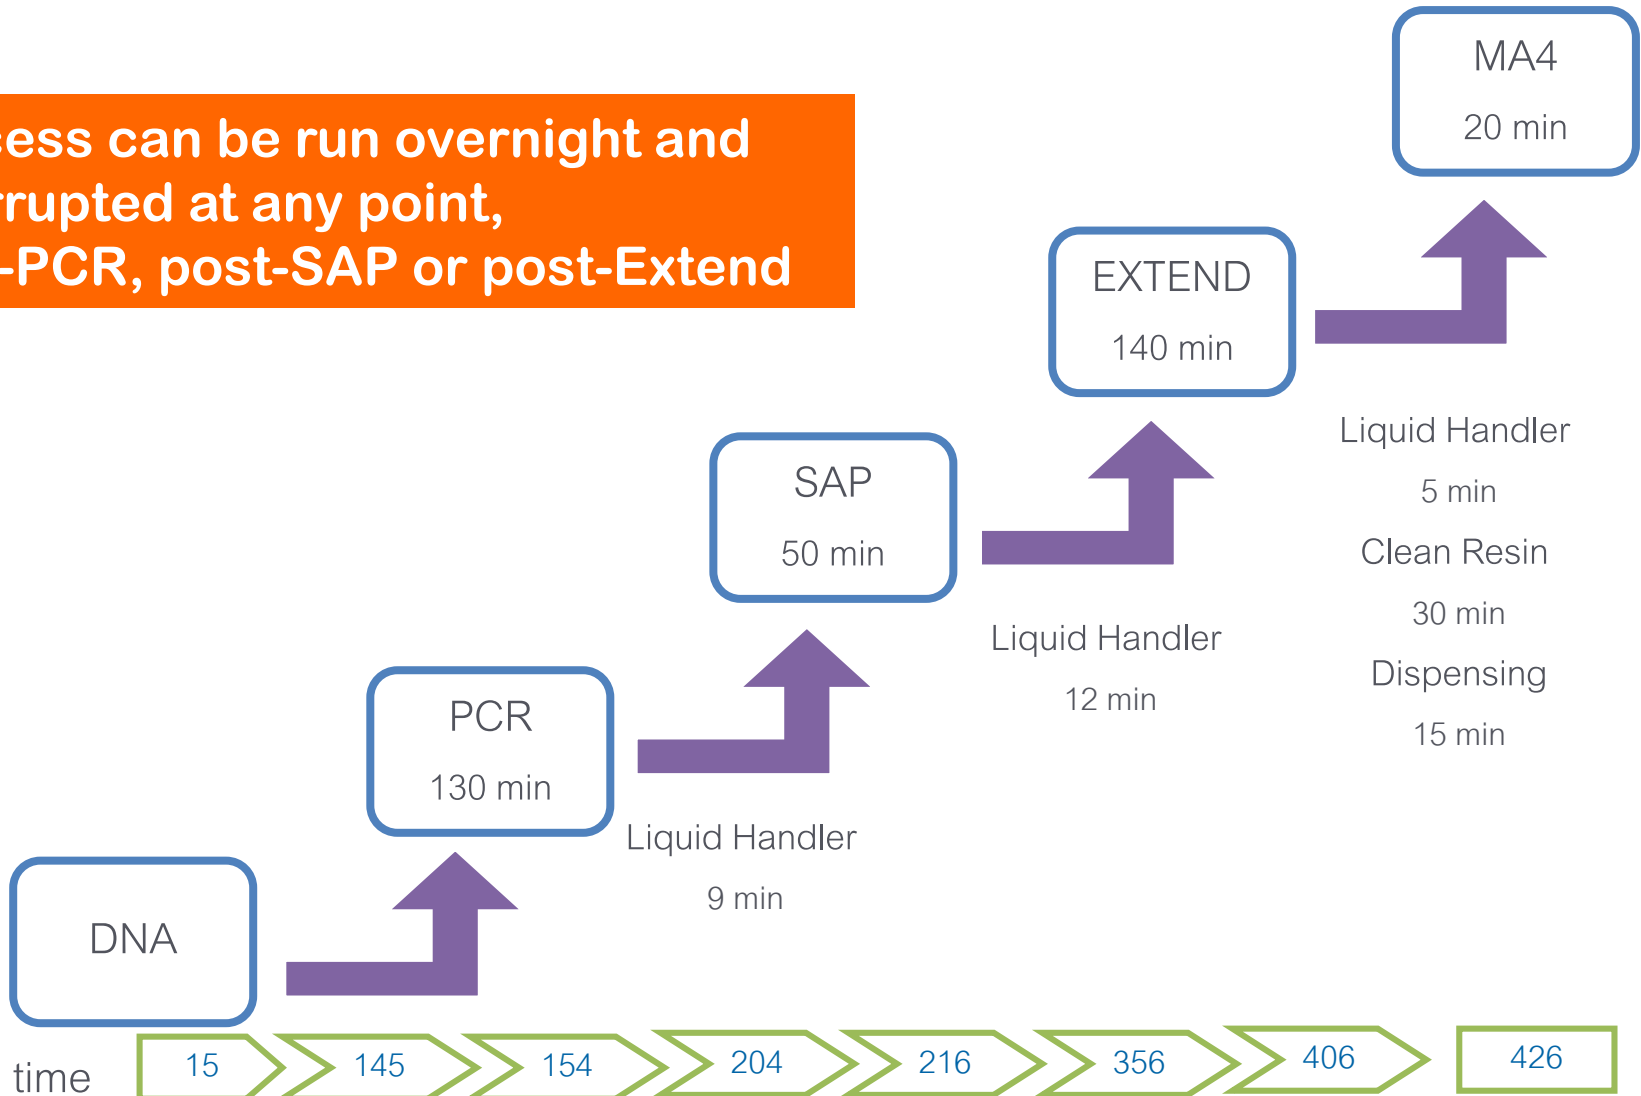 cess can be run overnight and
rrupted at any point,
-PCR, post-SAP or post-Extend
MA4
20 min
EXTEND
140 min
SAP
50 min
PCR
130 min
DNA
Liquid Handler
9 min
Liquid Handler
12 min
Liquid Handler
5 min
Clean Resin
30 min
Dispensing
15 min
time 15 145 154 204 216 356 406 426